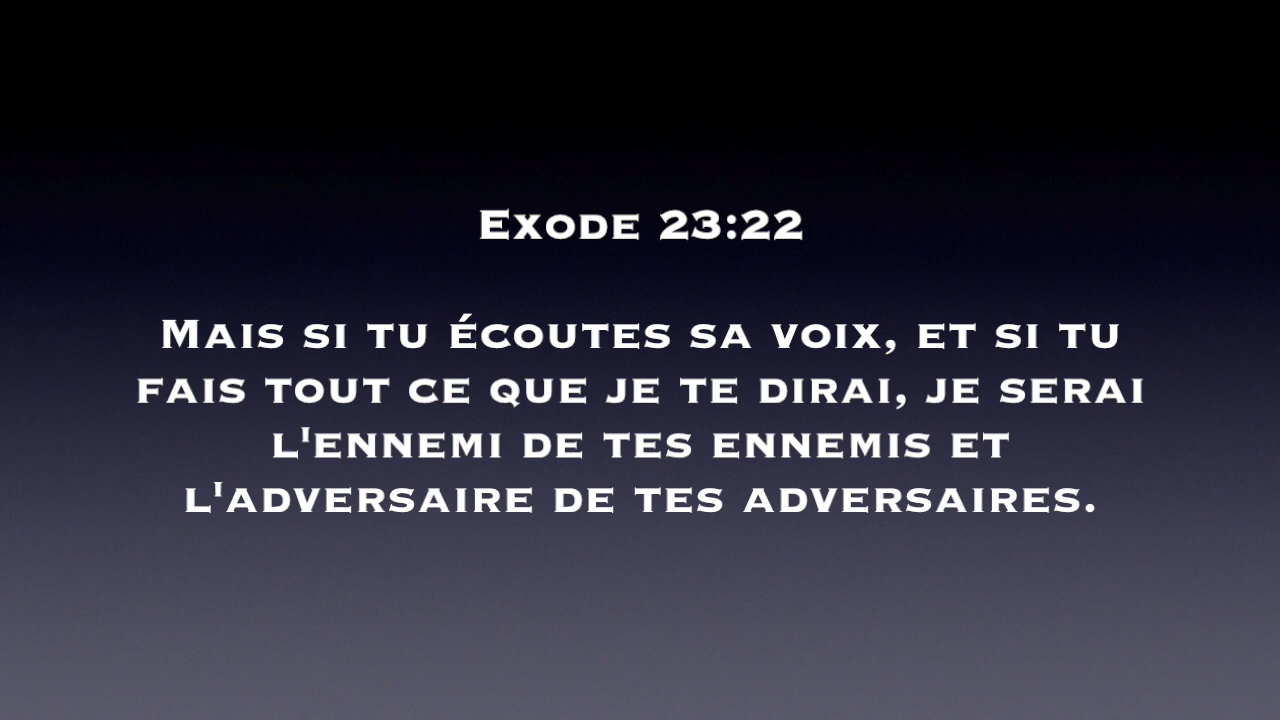 Exode 23:22
Mais si tu écoutes sa voix, et si tu
fais tout ce que je te dirai, je serai
l'ennemi de tes ennemis et
l'adversaire de tes adversaires.